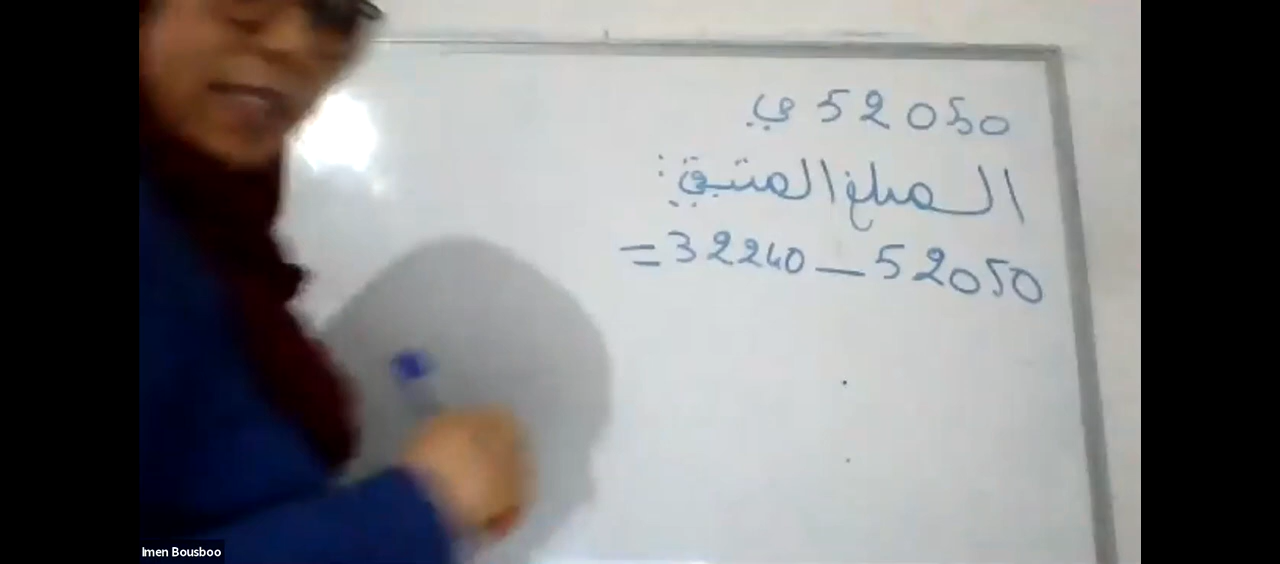 52050 ي
المبلغ المتبقي:
52050 — 32240 =
Imen Bousboo